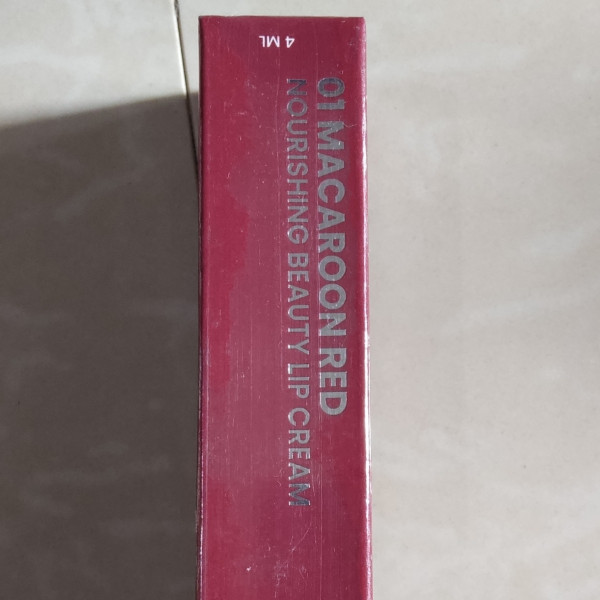 01 MACAROON RED
NOURISHING BEAUTY LIP CREAM
4 ML